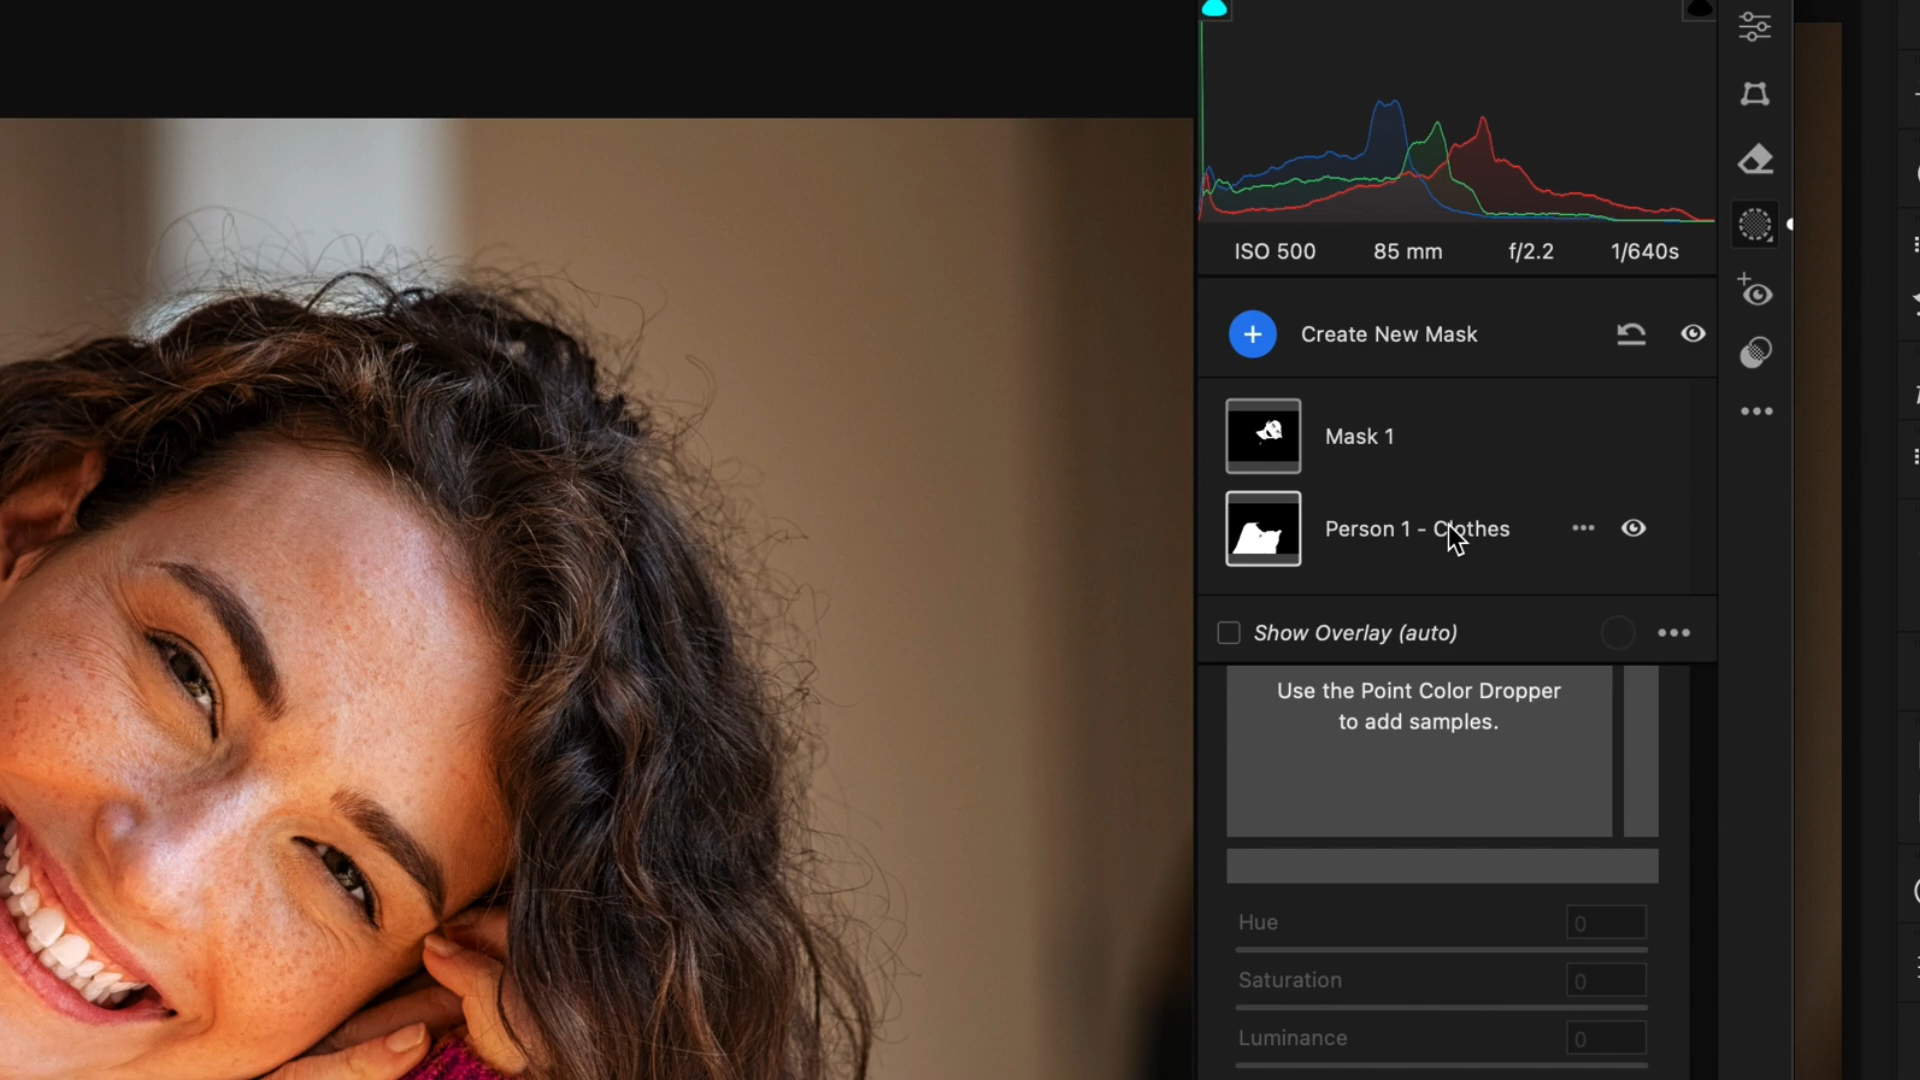 ISO 500 85 mm f/2.2 1/640s
Create New Mask
Mask 1
Person 1 - Clothes
Show Overlay (auto)
Use the Point Color Dropper
to add samples.
Hue 0
Saturation 0
Luminance 0